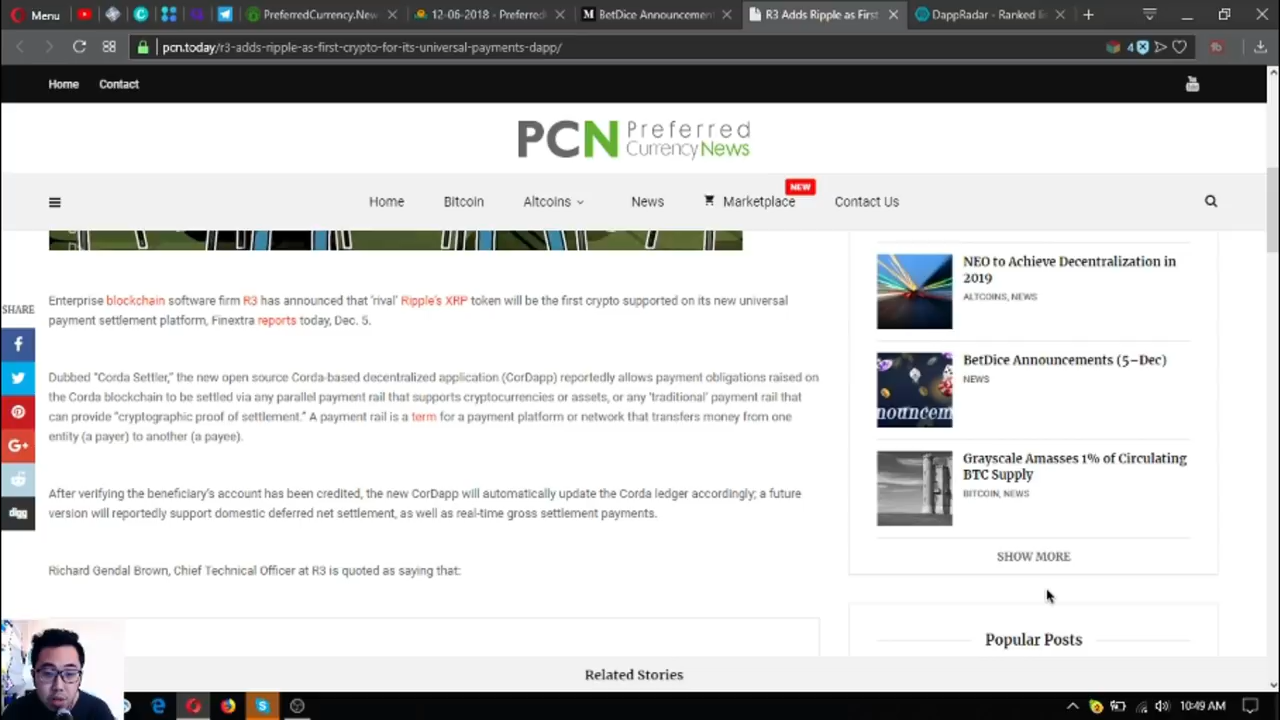 Menu
PreferredCurrency.New
12-06-2018 - Preferred
BetDice Announcement
R3 Adds Ripple as First
DappRadar - Ranked li
pcn.today/r3-adds-ripple-as-first-crypto-for-its-universal-payments-dapp/
4
Home Contact
PCN Preferred CurrencyNews
NEW
Home Bitcoin Altcoins News Marketplace Contact Us
Enterprise blockchain software firm R3 has announced that 'rival' Ripple's XRP token will be the first crypto supported on its new universal
payment settlement platform, Finextra reports today, Dec. 5.
SHARE
Dubbed "Corda Settler," the new open source Corda-based decentralized application (CorDapp) reportedly allows payment obligations raised on
the Corda blockchain to be settled via any parallel payment rail that supports cryptocurrencies or assets, or any 'traditional' payment rail that
can provide "cryptographic proof of settlement." A payment rail is a term for a payment platform or network that transfers money from one
entity (a payer) to another (a payee).
After verifying the beneficiary's account has been credited, the new CorDapp will automatically update the Corda ledger accordingly; a future
version will reportedly support domestic deferred net settlement, as well as real-time gross settlement payments.
Richard Gendal Brown, Chief Technical Officer at R3 is quoted as saying that:
digg
NEO to Achieve Decentralization in
2019
ALTCOINS, NEWS
nouncem
BetDice Announcements (5–Dec)
NEWS
Grayscale Amasses 1% of Circulating
BTC Supply
BITCOIN, NEWS
SHOW MORE
Popular Posts
Related Stories
10:49 AM